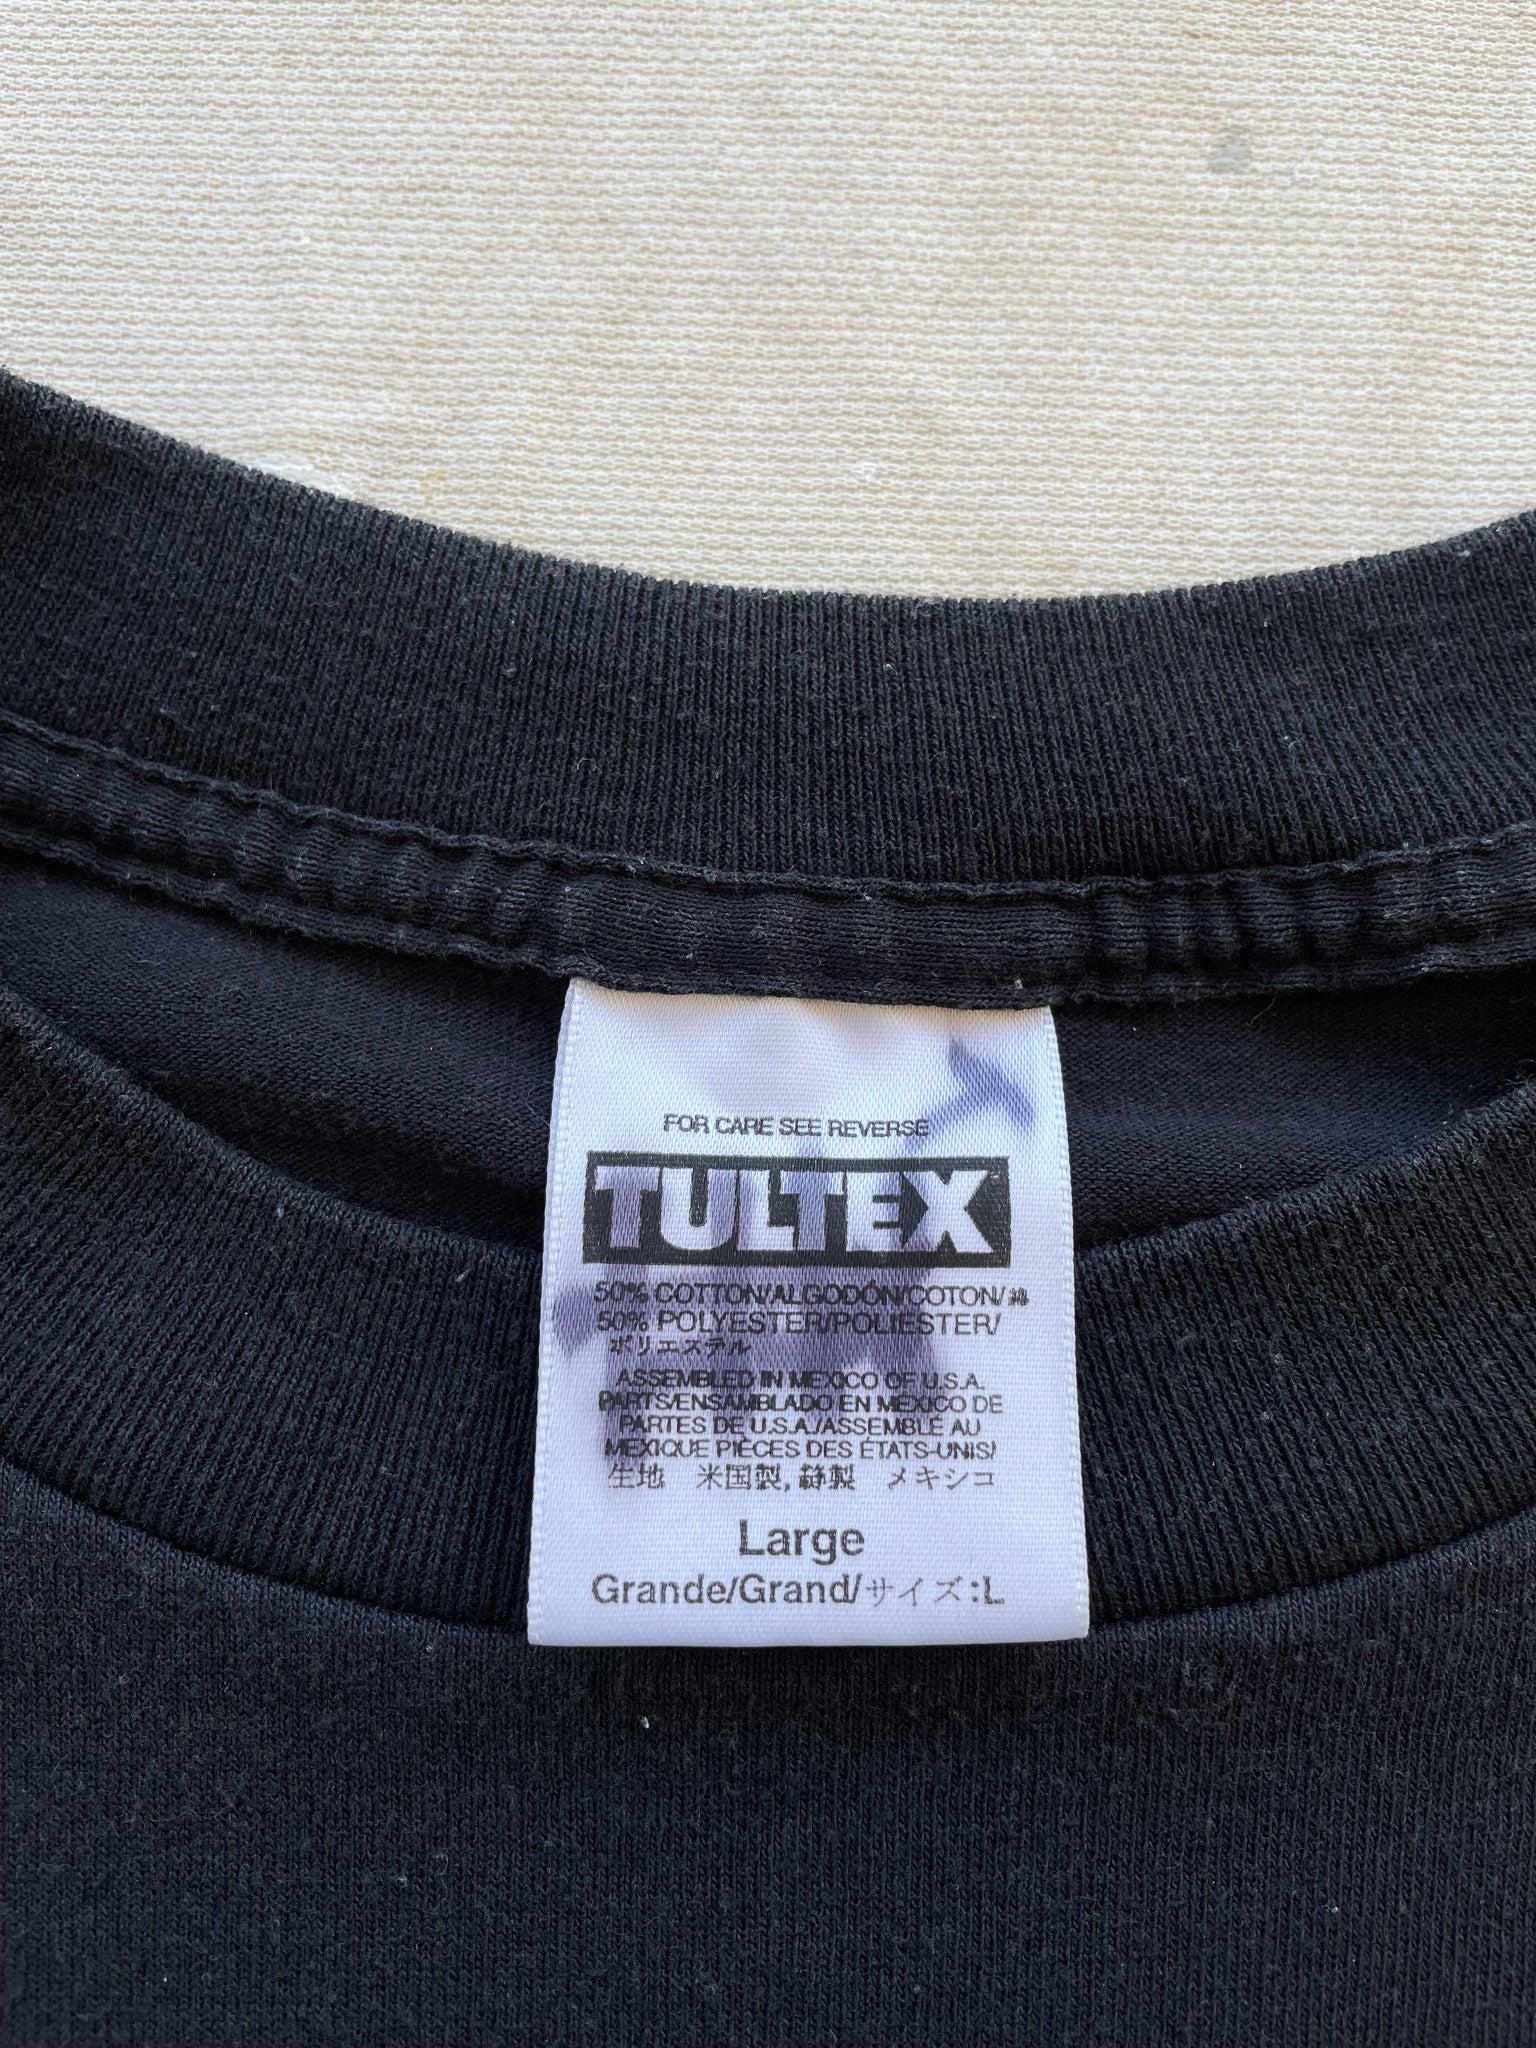 FOR CARE SEE REVERSE
TULTEX
50% COTTON/ALGODÓN/COTON/綿
50% POLYESTER/POLIESTER/
ポリエステル
ASSEMBLED IN MEXICO OF U.S.A.
PARTS/ENSAMBLADO EN MEXICO DE
PARTES DE U.S.A./ASSEMBLÉ AU
MEXIQUE PIÈCES DES ÉTATS-UNIS/
生地 米国製, 縫製 メキシコ
Large
Grande/Grand/サイズ:L